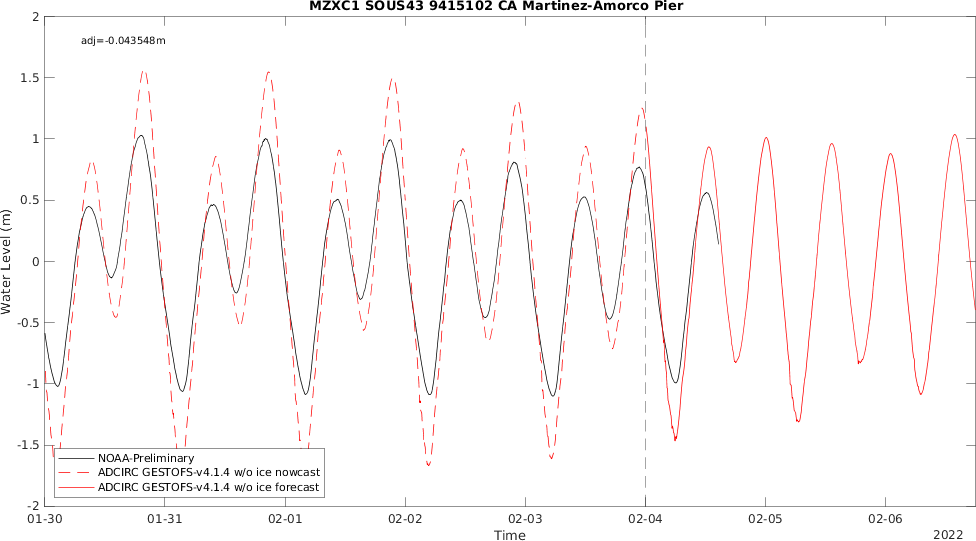 MZXC1 SOUS43 9415102 CA Martinez-Amorco Pier
adj=-0.043548m
2
1.5
1
0.5
0
-0.5
-1
-1.5
-2
Water Level (m)
NOAA-Preliminary
ADCIRC GESTOFS-v4.1.4 w/o ice nowcast
ADCIRC GESTOFS-v4.1.4 w/o ice forecast
01-30 01-31 02-01 02-02 02-03 02-04 02-05 02-06
Time
2022